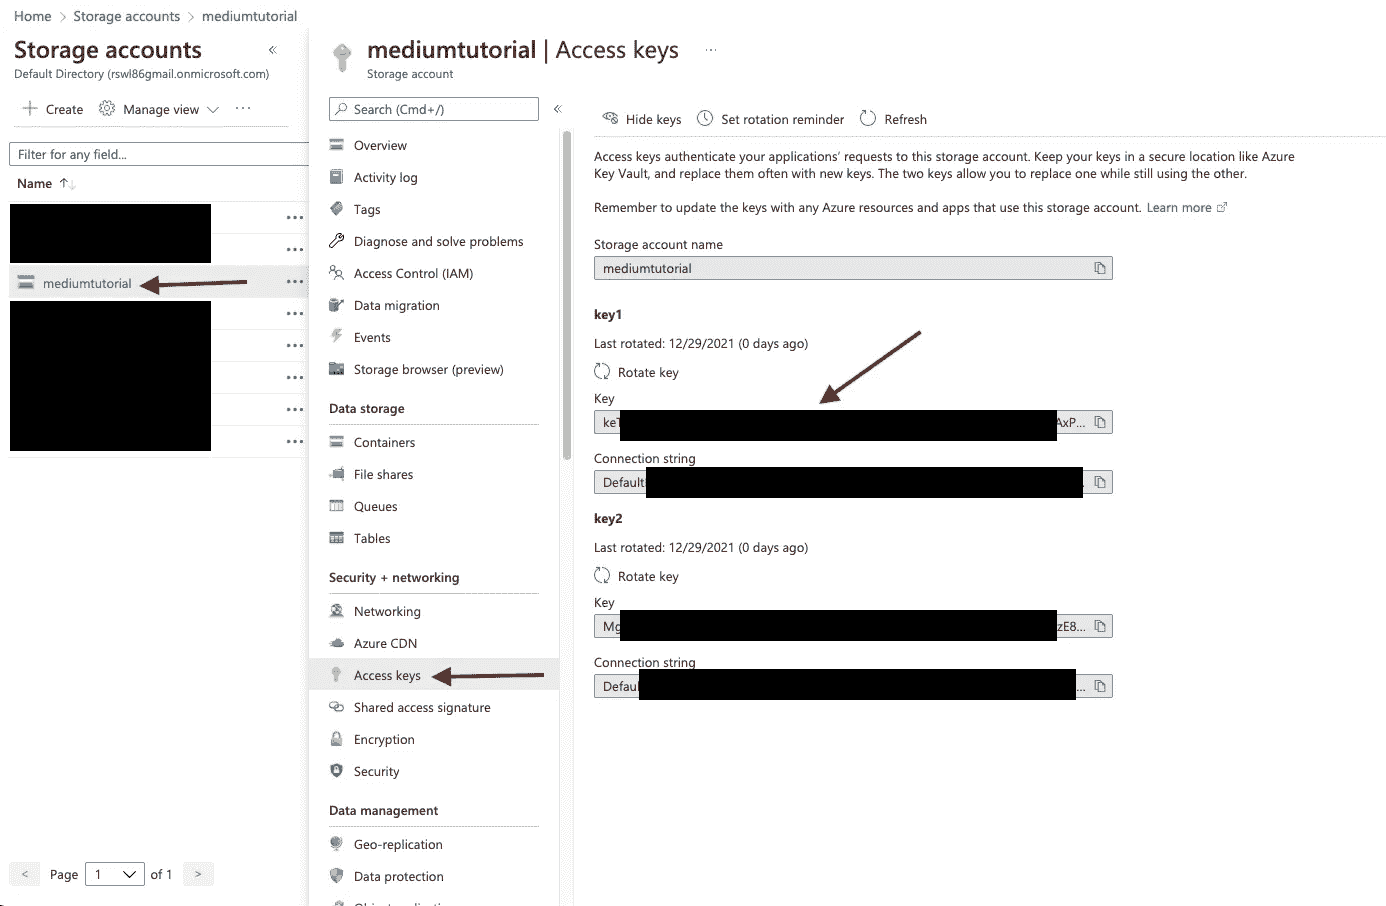 Home > Storage accounts > mediumtutorial
Storage accounts
Default Directory (rswl86gmail.onmicrosoft.com)
Create Manage view ...
Filter for any field...
Name
mediumtutorial
< Page 1 of 1 >
mediumtutorial | Access keys ...
Storage account
Search (Cmd+/)
Overview
Activity log
Tags
Diagnose and solve problems
Access Control (IAM)
Data migration
Events
Storage browser (preview)
Data storage
Containers
File shares
Queues
Tables
Security + networking
Networking
Azure CDN
Access keys
Shared access signature
Encryption
Security
Data management
Geo-replication
Data protection
Hide keys Set rotation reminder Refresh
Access keys authenticate your applications' requests to this storage account. Keep your keys in a secure location like Azure
Key Vault, and replace them often with new keys. The two keys allow you to replace one while still using the other.
Remember to update the keys with any Azure resources and apps that use this storage account. Learn more
Storage account name
mediumtutorial
key1
Last rotated: 12/29/2021 (0 days ago)
Rotate key
Key
ke AxP...
Connection string
Default
key2
Last rotated: 12/29/2021 (0 days ago)
Rotate key
Key
Mg zE8...
Connection string
Defau ...